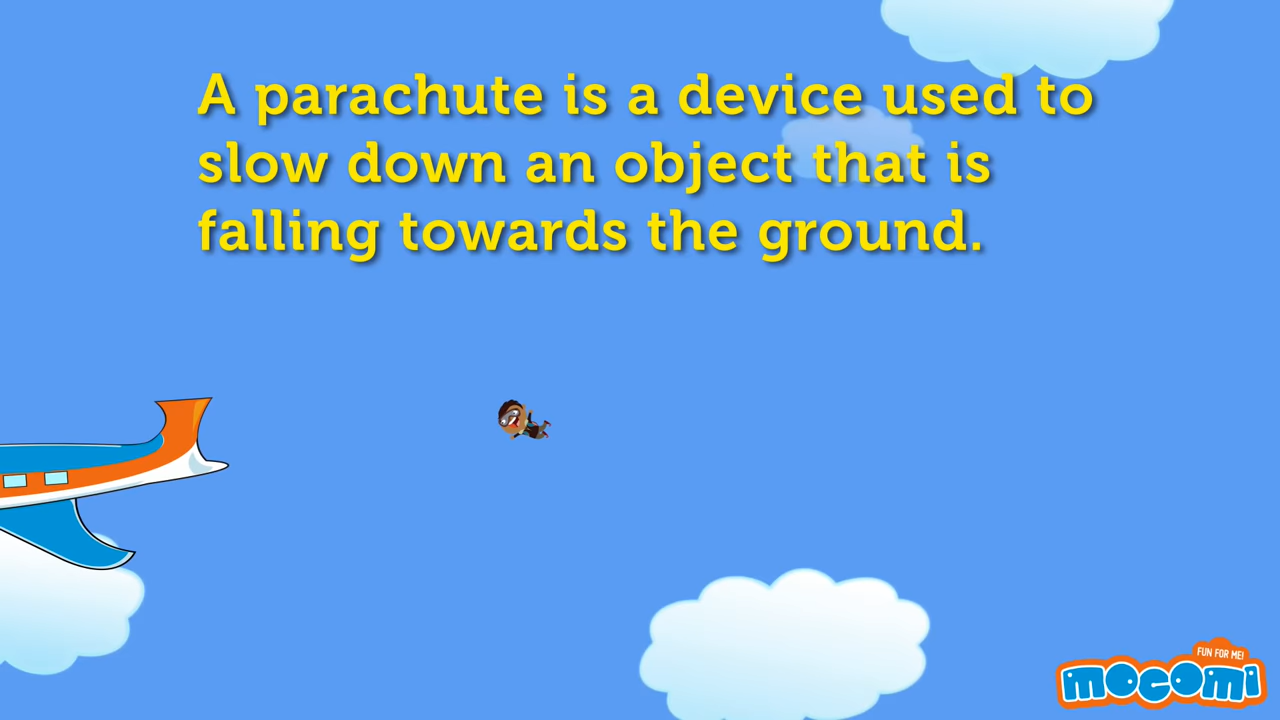 A parachute is a device used to
slow down an object that is
falling towards the ground.
FUN FOR ME!
mocomi